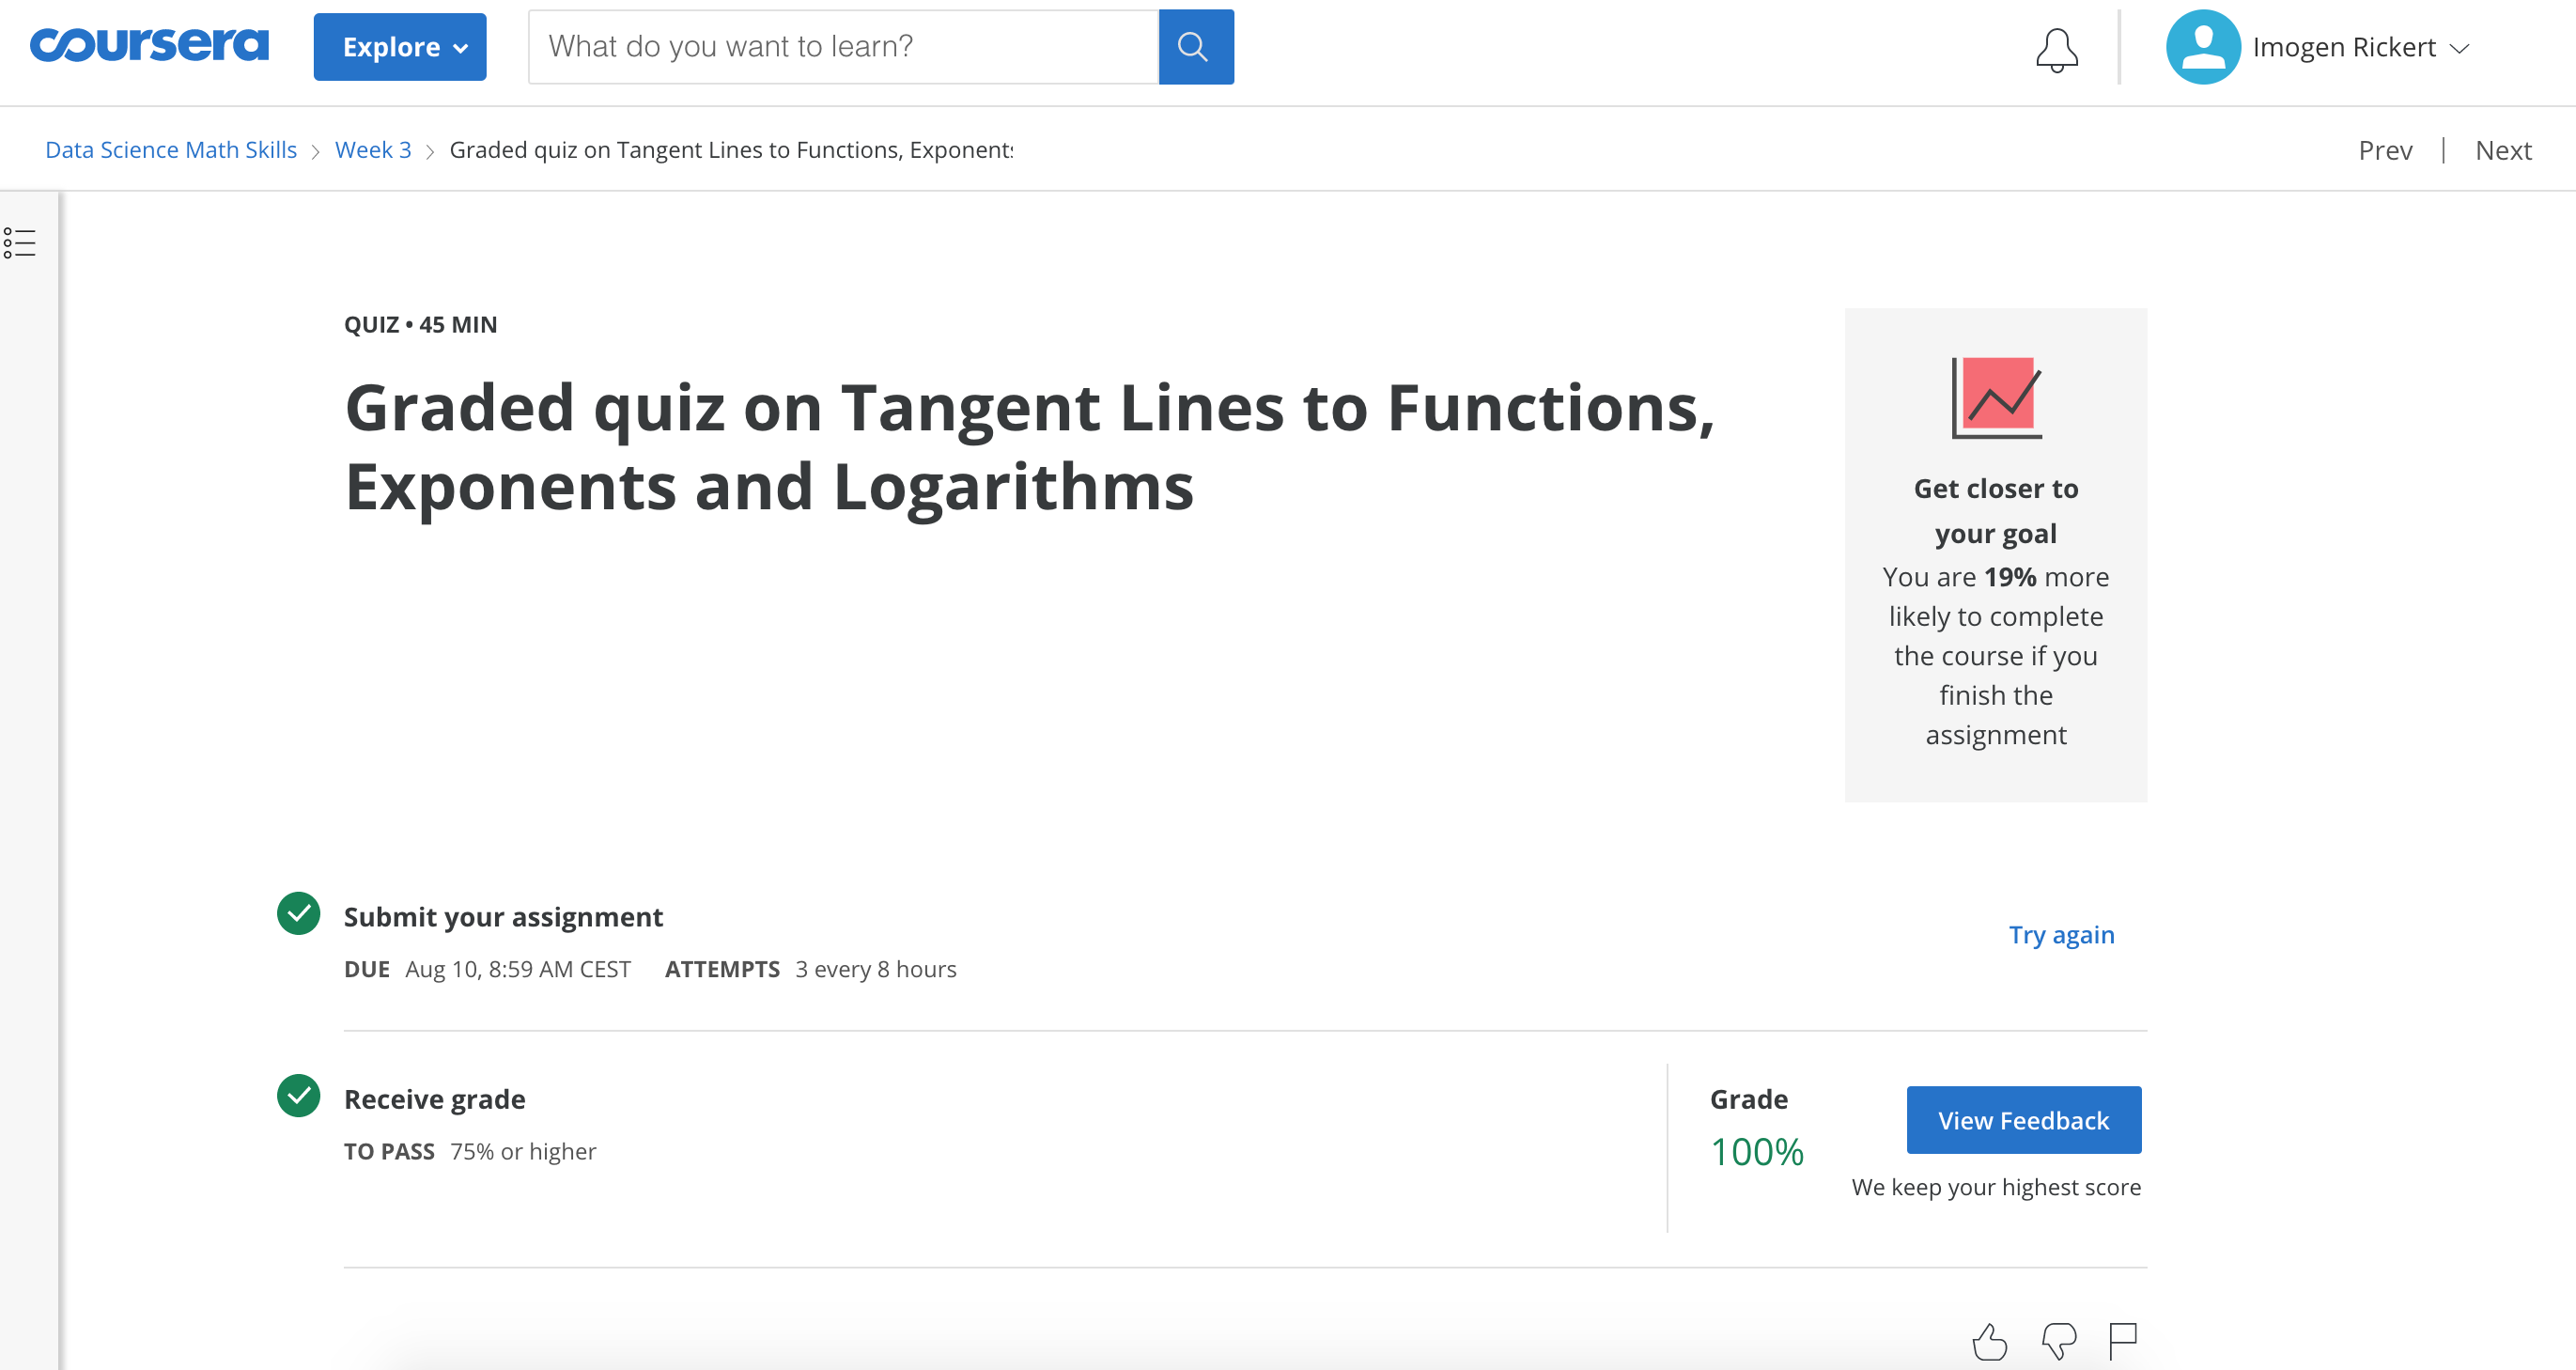 coursera
Explore
What do you want to learn?
Imogen Rickert
Data Science Math Skills
Week 3
Graded quiz on Tangent Lines to Functions, Exponents
Prev | Next
QUIZ • 45 MIN
Graded quiz on Tangent Lines to Functions,
Exponents and Logarithms
Get closer to
your goal
You are 19% more
likely to complete
the course if you
finish the
assignment
Submit your assignment
DUE Aug 10, 8:59 AM CEST ATTEMPTS 3 every 8 hours
Try again
Receive grade
TO PASS 75% or higher
Grade
100%
View Feedback
We keep your highest score